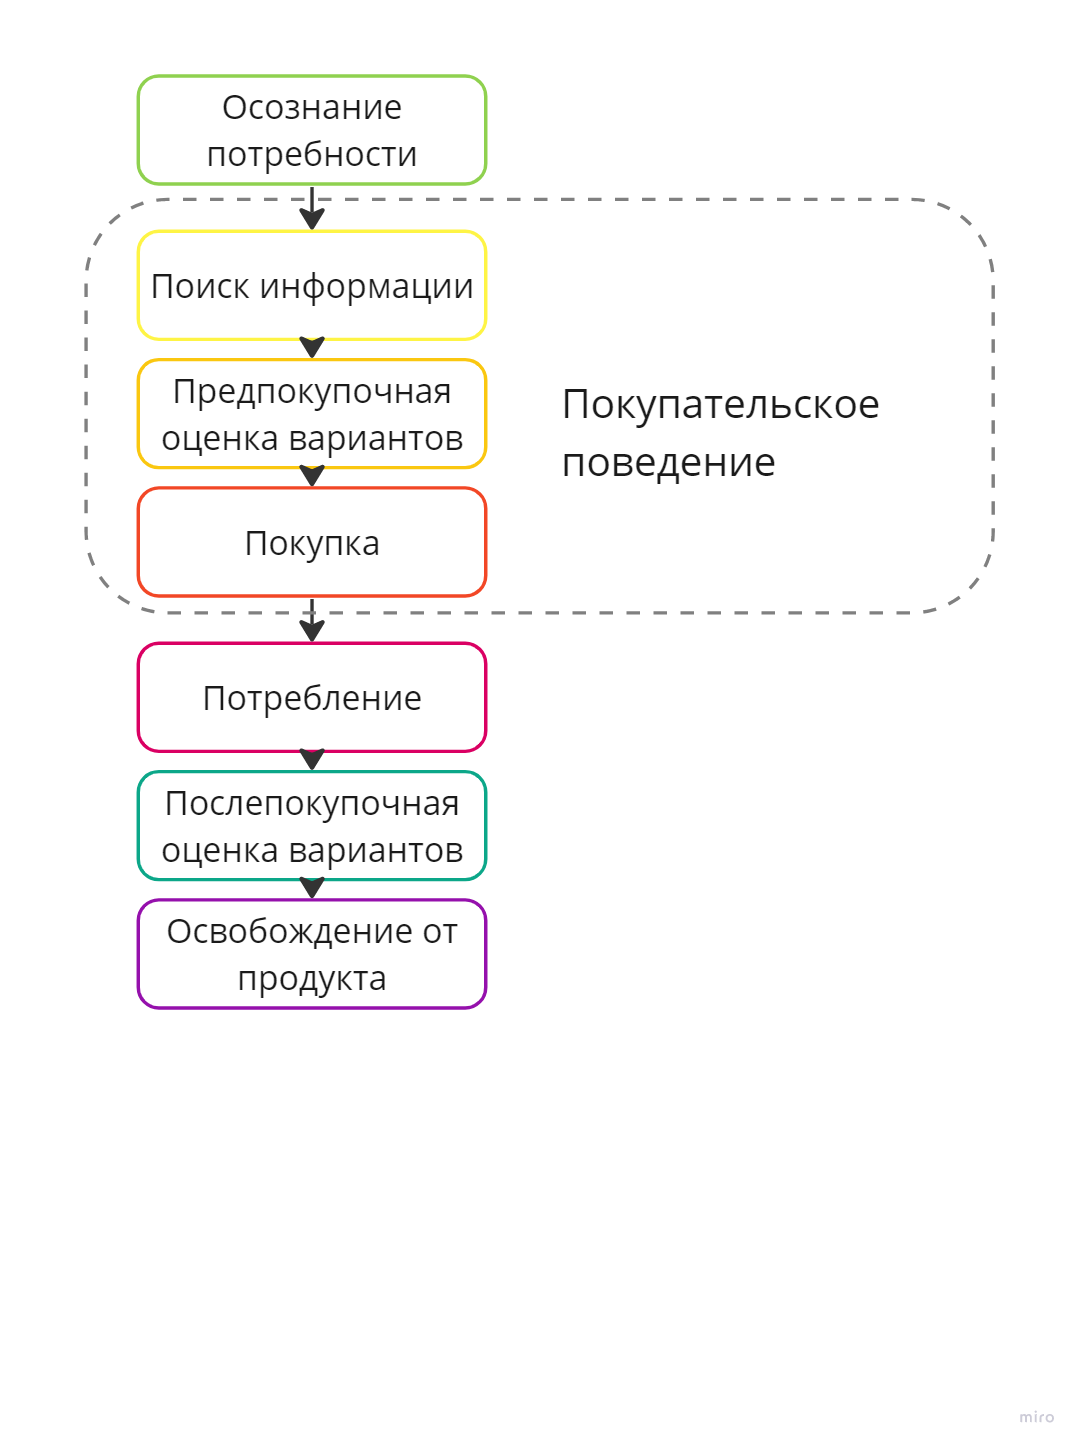 Осознание
потребности
Поиск информации
Предпокупочная
оценка вариантов
Покупательское
поведение
Покупка
Потребление
Послепокупочная
оценка вариантов
Освобождение от
продукта
miro